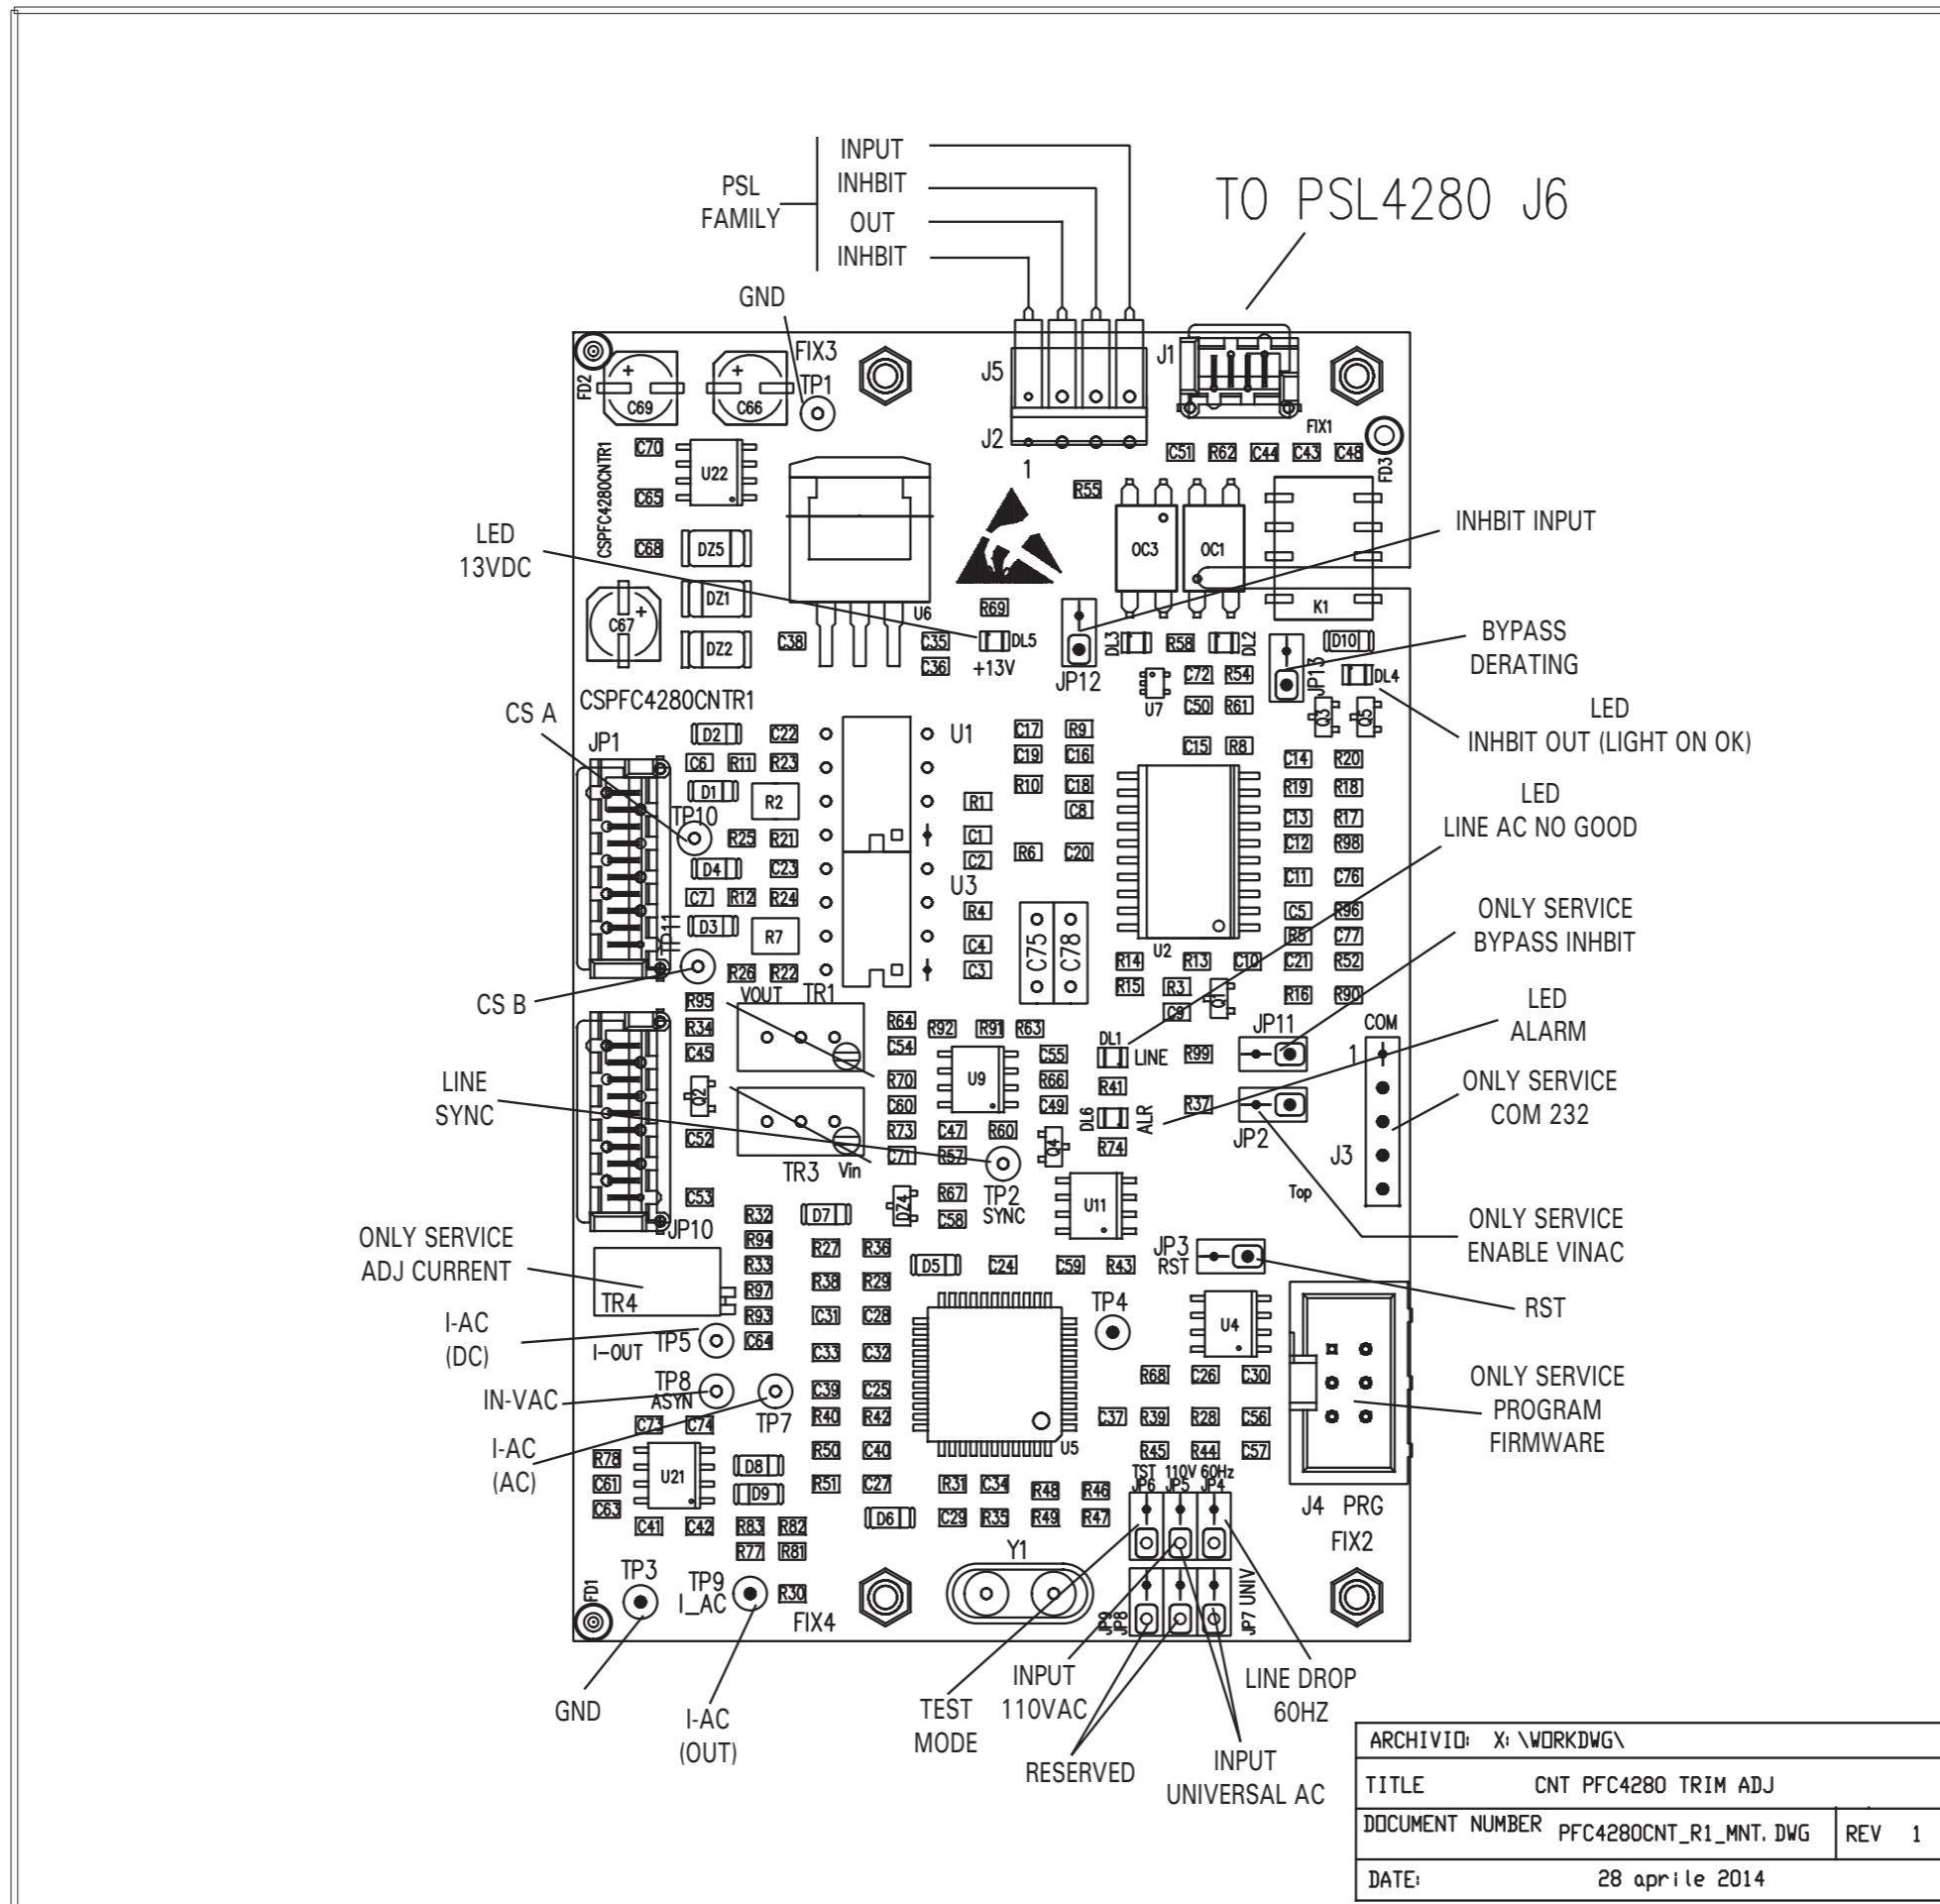 INPUT
INHBIT
OUT
INHBIT
PSL
FAMILY
TO PSL4280 J6
GND
FIX3
TP1
FD2
C69
C66
J5
J2
1
J1
FIX1
FD3
C70
C65
C68
U22
CSPFC4280CNTR1
C51 R62 C44 C43 C48
R55
OC3
OC1
K1
INHBIT INPUT
LED
13VDC
DZ5
DZ1
DZ2
C67
U6
C38
C35
C36
R69
DL5
+13V
JP12
DL3
R58
DL2
D10
JP13
DL4
BYPASS
DERATING
U7
C72 R54
C50 R61
Q3
Q5
LED
INHBIT OUT (LIGHT ON OK)
CSPFC4280CNTR1
CS A
JP1
D2 C22
C6 R11 R23
D1
R2
TP10
R25 R21
D4 C23
C7 R12 R24
D3
R7
TP11
R26 R22
U1
U3
R1
C1
C2
R4
C4
C3
C17 R9
C19 C16
R10 C18
C8
R6 C20
C75
C78
C15 R8
U2
C14 R20
R19 R18
C13 R17
C12 R98
C11 C76
C5 R96
R5 C77
C21 R52
R16 R90
R14 R13 C10
R15 R3
C9
Q1
LED
LINE AC NO GOOD
ONLY SERVICE
BYPASS INHBIT
LED
ALARM
CS B
LINE
SYNC
R95
R34
C45
Q2
C52
C53
JP10
VOUT TR1
TR3 Vin
R64
C54
R70
C60
R73
C71
R92 R91 R63
U9
C55
R66
C49
C47 R60
R57
Q4
DL1
LINE
R41
DL6
ALR
R74
R99
R37
JP11
JP2
COM
1
J3
Top
ONLY SERVICE
COM 232
ONLY SERVICE
ENABLE VINAC
TP2
SYNC
R67
C58
DZ4
U11
R32
R94
R33
R97
R93
C64
D7
R27 R36
R38 R29
C31 C28
C33 C32
C39 C25
R40 R42
R50 C40
R51 C27
D5 C24 C59 R43
JP3
RST
RST
ONLY SERVICE
ADJ CURRENT
TR4
I-AC
(DC)
I-OUT
TP5
TP8
ASYN
IN-VAC
TP7
I-AC
(AC)
C73 C74
R78
C61
C63
U21
D8
D9
C41 C42 R83 R82
R77 R81
TP4
U4
U5
R68 C26 C30
C37 R39 R28 C56
R45 R44 C57
ONLY SERVICE
PROGRAM
FIRMWARE
J4 PRG
FIX2
TST 110V 60Hz
JP6 JP5 JP4
R31 C34
R48 R46
D6 C29 R35 R49 R47
Y1
JP9
JP8
JP7 UNIV
FD1
TP3
TP9
I_AC
R30
FIX4
GND
I-AC
(OUT)
TEST
MODE
INPUT
110VAC
RESERVED
LINE DROP
60HZ
INPUT
UNIVERSAL AC
ARCHIVIO: X:\WORKDWG\
TITLE CNT PFC4280 TRIM ADJ
DOCUMENT NUMBER PFC4280CNT_R1_MNT.DWG REV 1
DATE: 28 aprile 2014